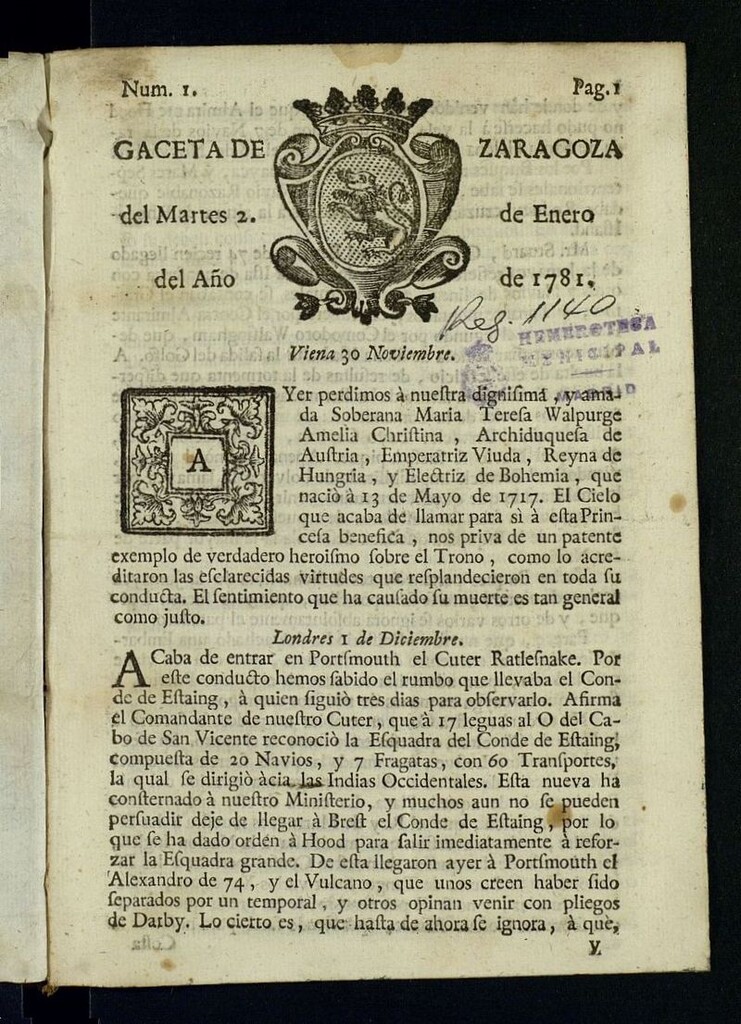 Num. 1.
Pag. 1
GACETA DE ZARAGOZA
del Martes 2. de Enero
del Año de 1781.
Reg. 1140
HEMEROTECA
MUNICIPAL
MADRID
Viena 30 Noviembre.
AYer perdimos à nuestra digniſima, y ama-
da Soberana Maria Tereſa Walpurge
Amelia Chriſtina, Archiduqueſa de
Auſtria, Emperatriz Viuda, Reyna de
Hungria, y Electriz de Bohemia, que
naciò à 13 de Mayo de 1717. El Cielo
que acaba de llamar para sì à eſta Prin-
ceſa benefica, nos priva de un patente
exemplo de verdadero heroiſmo ſobre el Trono, como lo acre-
ditaron las eſclarecidas virtudes que reſplandecieron en toda ſu
conducta. El ſentimiento que ha cauſado ſu muerte es tan general
como juſto.
Londres 1 de Diciembre.
ACaba de entrar en Portſmouth el Cuter Ratleſnake. Por
eſte conducto hemos ſabido el rumbo que llevaba el Con-
de de Eſtaing, à quien ſiguiò tres dias para obſervarlo. Afirma
el Comandante de nueſtro Cuter, que à 17 leguas al O del Ca-
bo de San Vicente reconociò la Eſquadra del Conde de Eſtaing,
compueſta de 20 Navios, y 7 Fragatas, con 60 Tranſportes,
la qual ſe dirigiò àcia las Indias Occidentales. Eſta nueva ha
conſternado à nueſtro Miniſterio, y muchos aun no ſe pueden
perſuadir deje de llegar à Breſt el Conde de Eſtaing, por lo
que ſe ha dado orden à Hood para ſalir imediatamente à refor-
zar la Eſquadra grande. De eſta llegaron ayer à Portſmouth el
Alexandro de 74, y el Vulcano, que unos creen haber ſido
ſeparados por un temporal, y otros opinan venir con pliegos
de Darby. Lo cierto es, que haſta de ahora ſe ignora, à que,
y